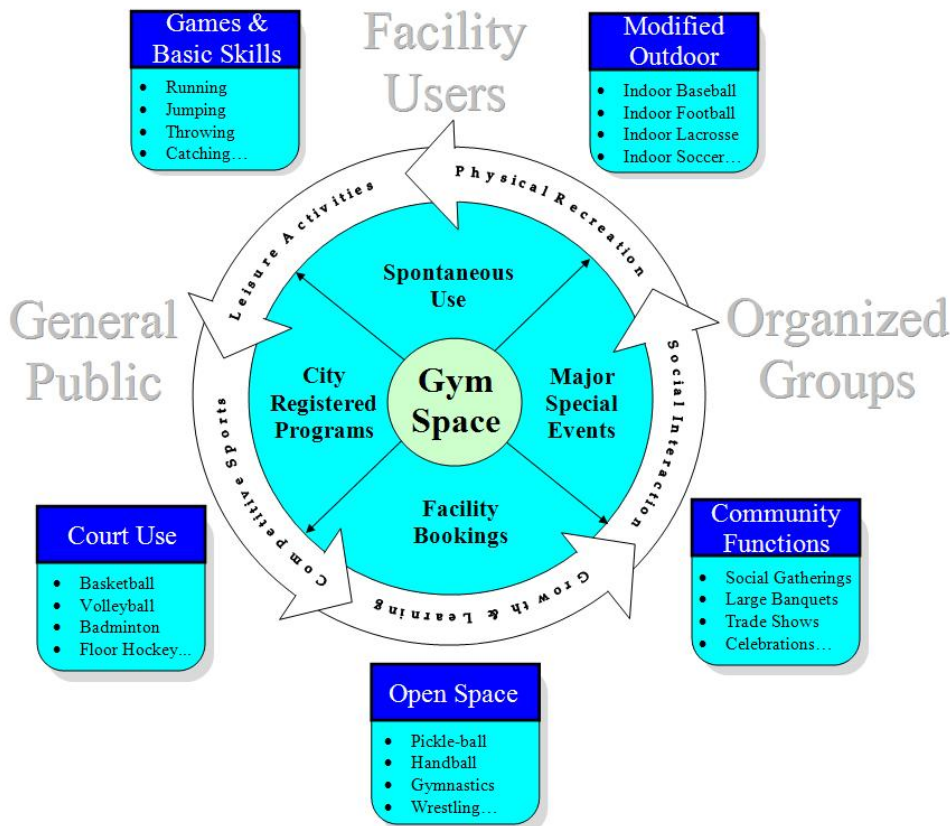 Games &
Basic Skills
• Running
• Jumping
• Throwing
• Catching…
Facility
Users
Modified
Outdoor
• Indoor Baseball
• Indoor Football
• Indoor Lacrosse
• Indoor Soccer…
Leisure Activities
Physical Recreation
General
Public
Organized
Groups
Spontaneous
Use
City
Registered
Programs
Gym
Space
Major
Special
Events
Facility
Bookings
Competitive Sports
Growth & Learning
Social Interaction
Court Use
• Basketball
• Volleyball
• Badminton
• Floor Hockey...
Community
Functions
• Social Gatherings
• Large Banquets
• Trade Shows
• Celebrations…
Open Space
• Pickle-ball
• Handball
• Gymnastics
• Wrestling…